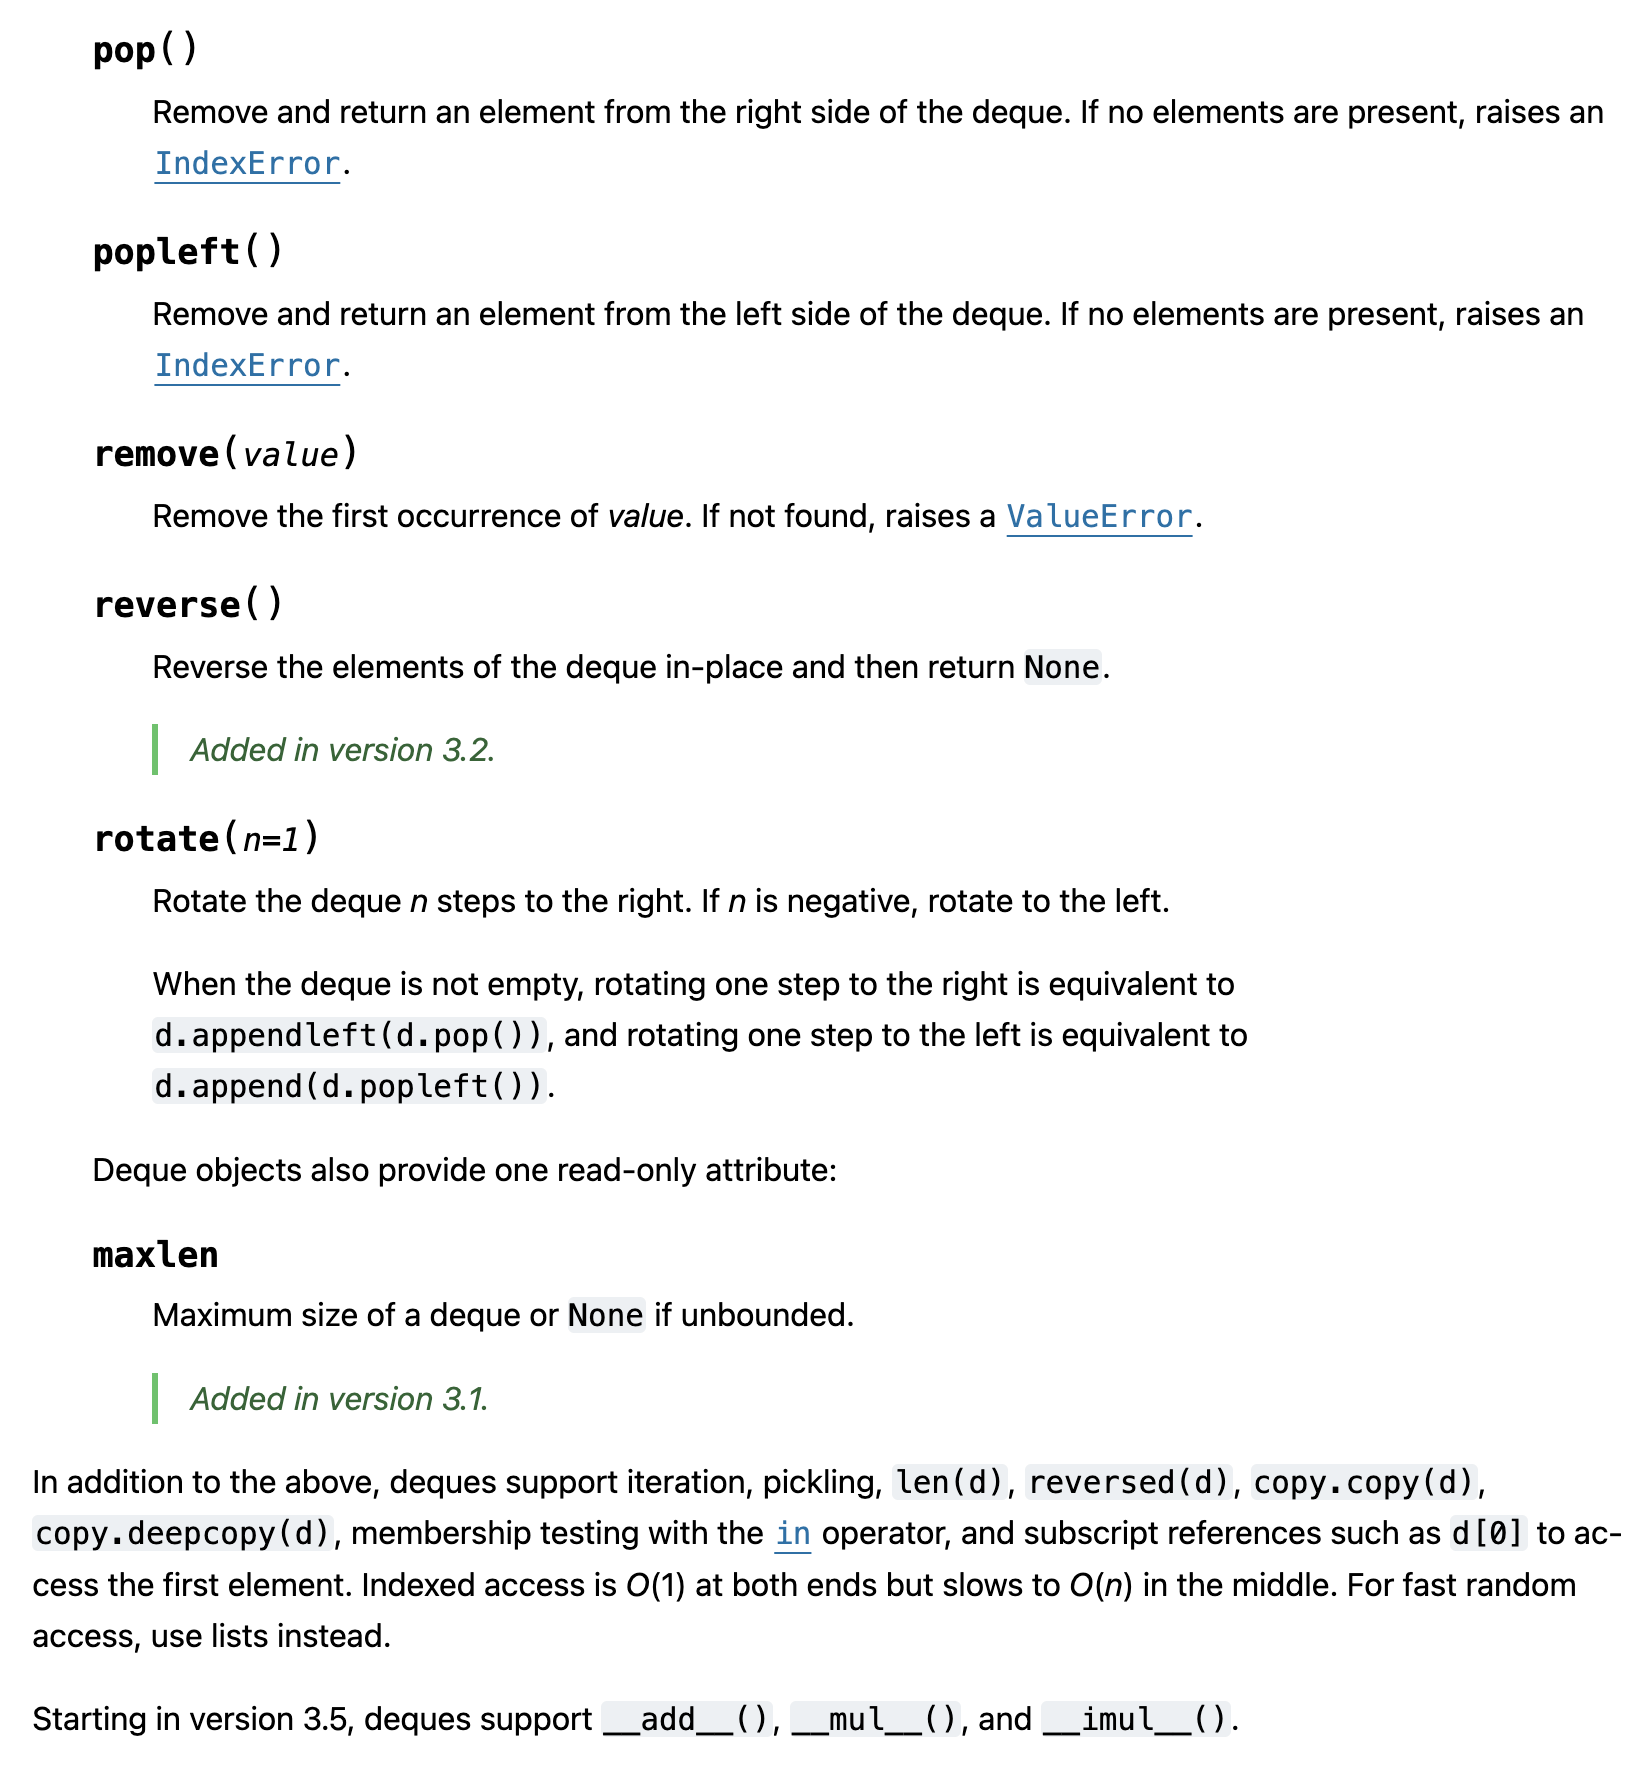 pop()
Remove and return an element from the right side of the deque. If no elements are present, raises an
IndexError.
popleft()
Remove and return an element from the left side of the deque. If no elements are present, raises an
IndexError.
remove(value)
Remove the first occurrence of value. If not found, raises a ValueError.
reverse()
Reverse the elements of the deque in-place and then return None.
Added in version 3.2.
rotate(n=1)
Rotate the deque n steps to the right. If n is negative, rotate to the left.
When the deque is not empty, rotating one step to the right is equivalent to
d.appendleft(d.pop()), and rotating one step to the left is equivalent to
d.append(d.popleft()).
Deque objects also provide one read-only attribute:
maxlen
Maximum size of a deque or None if unbounded.
Added in version 3.1.
In addition to the above, deques support iteration, pickling, len(d), reversed(d), copy.copy(d),
copy.deepcopy(d), membership testing with the in operator, and subscript references such as d[0] to ac-
cess the first element. Indexed access is O(1) at both ends but slows to O(n) in the middle. For fast random
access, use lists instead.
Starting in version 3.5, deques support __add__(), __mul__(), and __imul__().